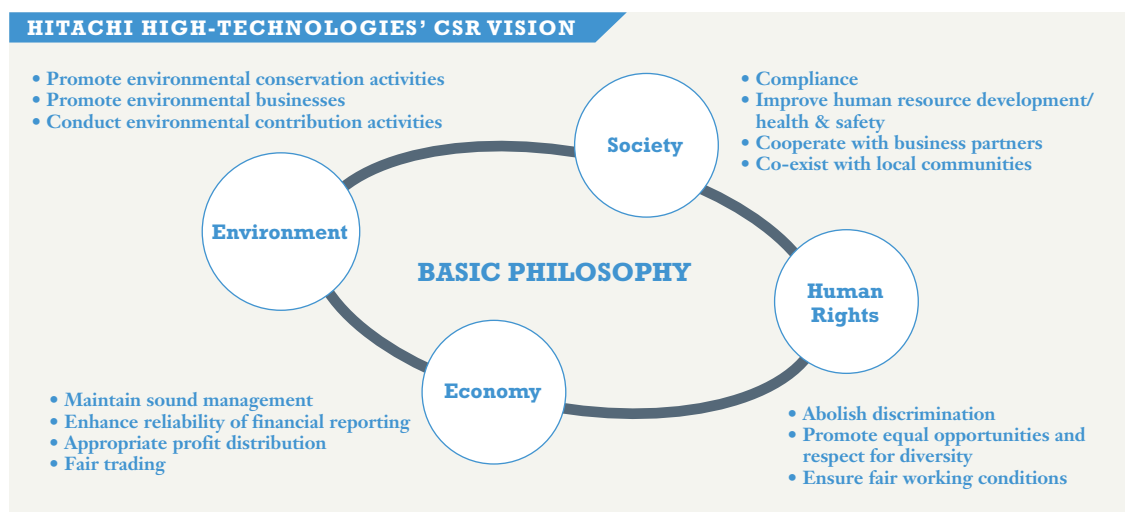 HITACHI HIGH-TECHNOLOGIES’ CSR VISION
• Promote environmental conservation activities
• Promote environmental businesses
• Conduct environmental contribution activities
Society
• Compliance
• Improve human resource development/
health & safety
• Cooperate with business partners
• Co-exist with local communities
Environment
BASIC PHILOSOPHY
Human
Rights
Economy
• Maintain sound management
• Enhance reliability of financial reporting
• Appropriate profit distribution
• Fair trading
• Abolish discrimination
• Promote equal opportunities and
respect for diversity
• Ensure fair working conditions